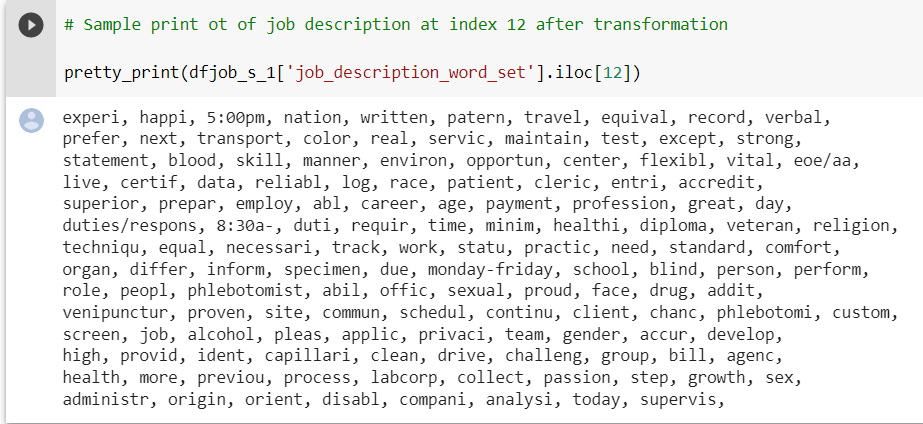 # Sample print ot of job description at index 12 after transformation
pretty_print(dfjob_s_1['job_description_word_set'].iloc[12])
experi, happi, 5:00pm, nation, written, patern, travel, equival, record, verbal,
prefer, next, transport, color, real, servic, maintain, test, except, strong,
statement, blood, skill, manner, environ, opportun, center, flexibl, vital, eoe/aa,
live, certif, data, reliabl, log, race, patient, cleric, entri, accredit,
superior, prepar, employ, abl, career, age, payment, profession, great, day,
duties/respons, 8:30a-, duti, requir, time, minim, healthi, diploma, veteran, religion,
techniqu, equal, necessari, track, work, statu, practic, need, standard, comfort,
organ, differ, inform, specimen, due, monday-friday, school, blind, person, perform,
role, peopl, phlebotomist, abil, offic, sexual, proud, face, drug, addit,
venipunctur, proven, site, commun, schedul, continu, client, chanc, phlebotomi, custom,
screen, job, alcohol, pleas, applic, privaci, team, gender, accur, develop,
high, provid, ident, capillari, clean, drive, challeng, group, bill, agenc,
health, more, previou, process, labcorp, collect, passion, step, growth, sex,
administr, origin, orient, disabl, compani, analysi, today, supervis,